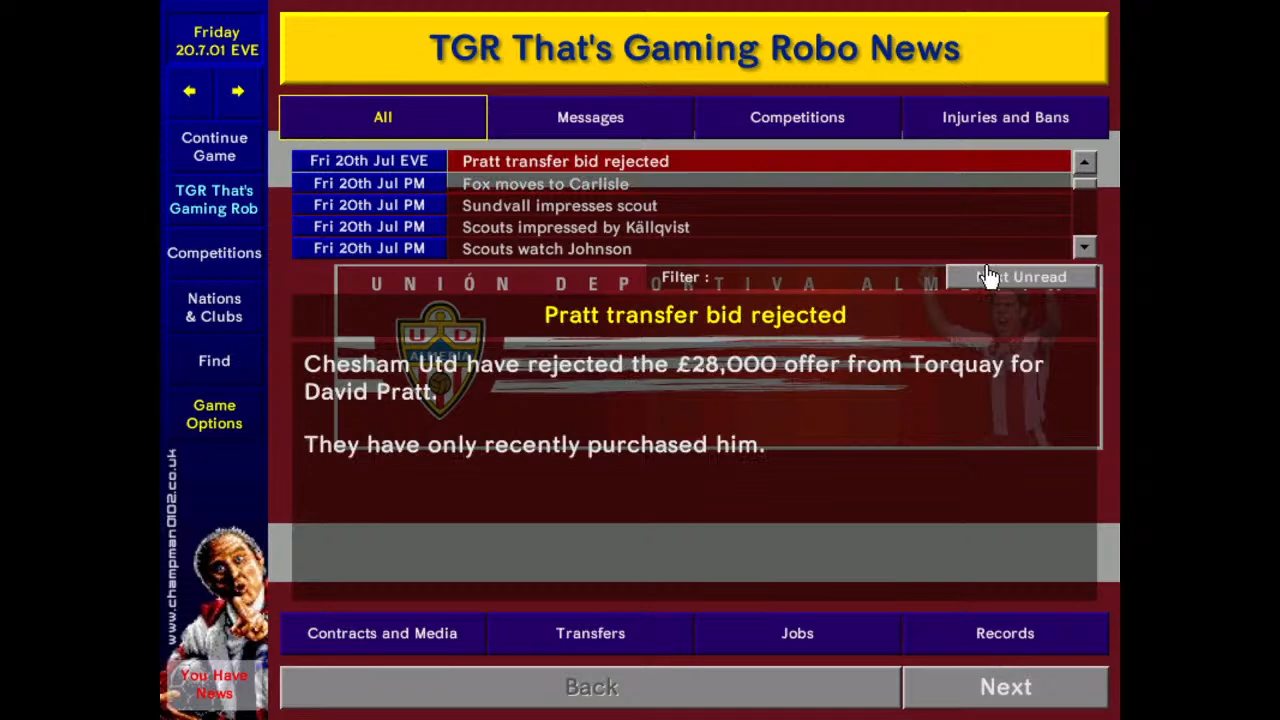 Friday
20.7.01 EVE
Continue
Game
TGR That's
Gaming Rob
Competitions
Nations
& Clubs
Find
Game
Options
www.champman0102.co.uk
You Have
News
TGR That's Gaming Robo News
All
Messages
Competitions
Injuries and Bans
Fri 20th Jul EVE Pratt transfer bid rejected
Fri 20th Jul PM Fox moves to Carlisle
Fri 20th Jul PM Sundvall impresses scout
Fri 20th Jul PM Scouts impressed by Källqvist
Fri 20th Jul PM Scouts watch Johnson
Filter :
Unread
UNIÓN DEPORTIVA
UD
ALMERIA
Pratt transfer bid rejected
Chesham Utd have rejected the £28,000 offer from Torquay for
David Pratt.
They have only recently purchased him.
Contracts and Media
Transfers
Jobs
Records
Back
Next